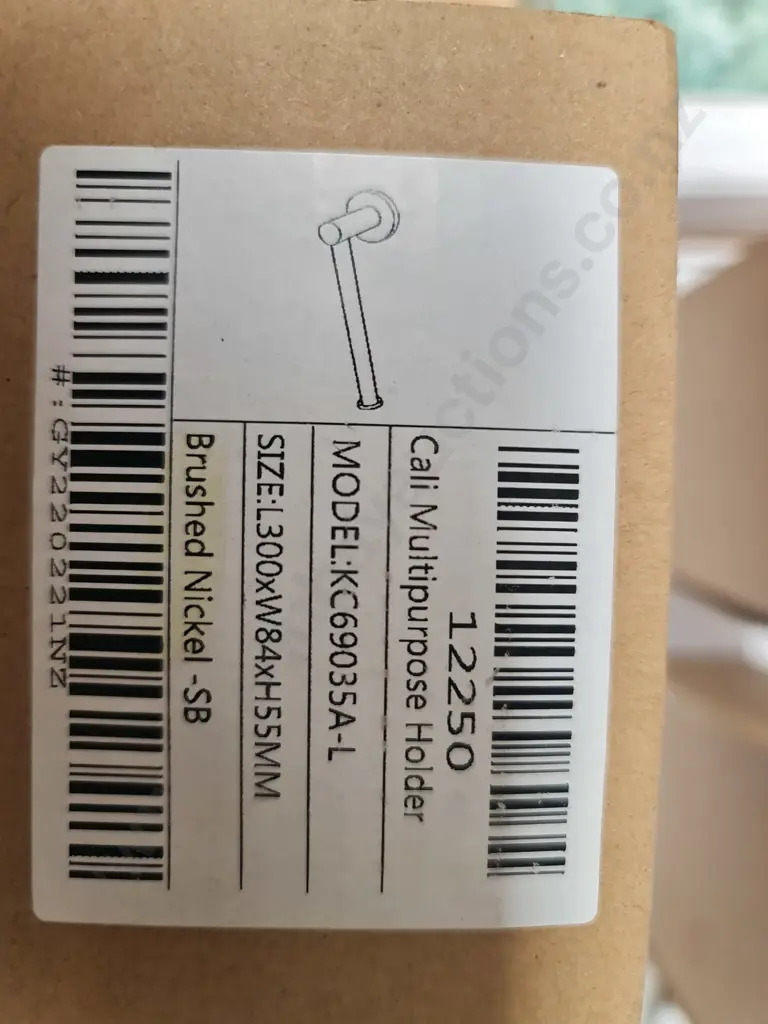 12250
Cali Multipurpose Holder
MODEL:KC69035A-L
SIZE:L300xW84xH55MM
Brushed Nickel -SB
#:GY220221NZ